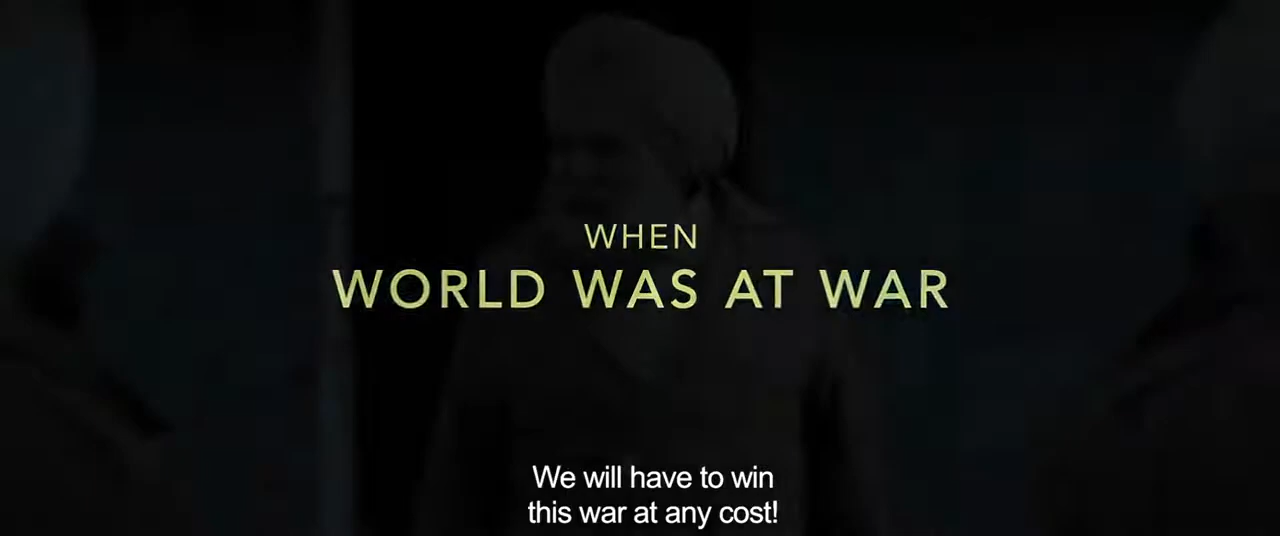 WHEN
WORLD WAS AT WAR
We will have to win
this war at any cost!